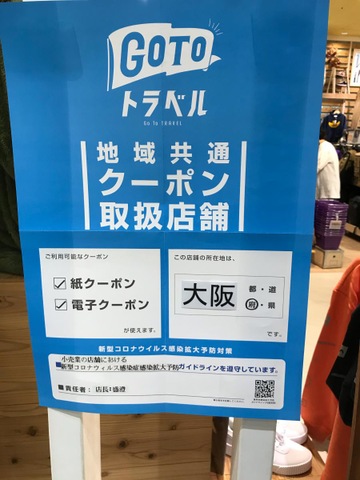 GOTO
トラベル
Go To TRAVEL
地域共通
クーポン
取扱店舗
ご利用可能なクーポン
☑紙クーポン
☑電子クーポン
が使えます。
この店舗の所在地は、
大阪 都・道
府・県
です。
新型コロナウイルス感染拡大予防対策
小売業の店舗における
■新型コロナウィルス感染症感染拡大予防ガイドラインを遵守しています。
■責任者：店長